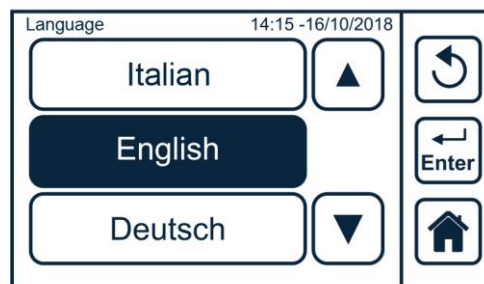 Language 14:15 -16/10/2018
Italian
English
Enter
Deutsch